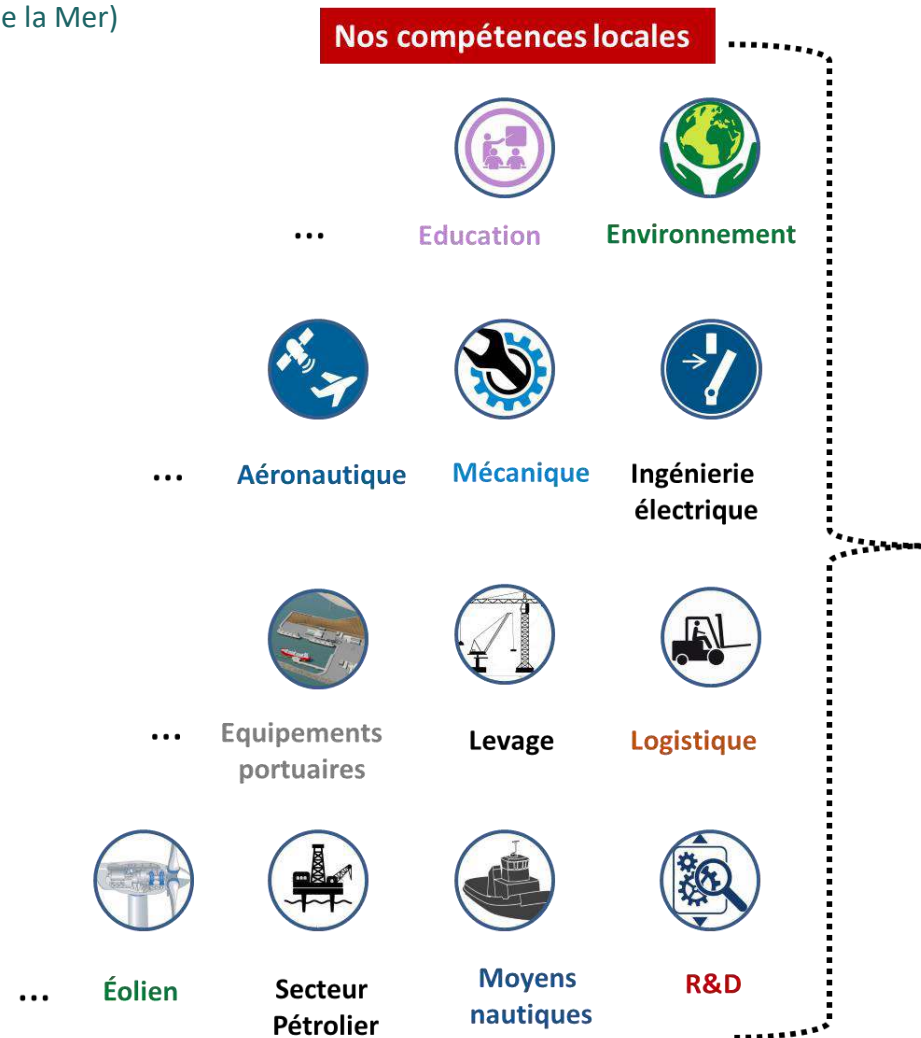 e la Mer)
Nos compétences locales
... Education Environnement
... Aéronautique Mécanique Ingénierie
électrique
... Equipements
portuaires
Levage Logistique
... Éolien Secteur
Pétrolier
Moyens
nautiques
R&D